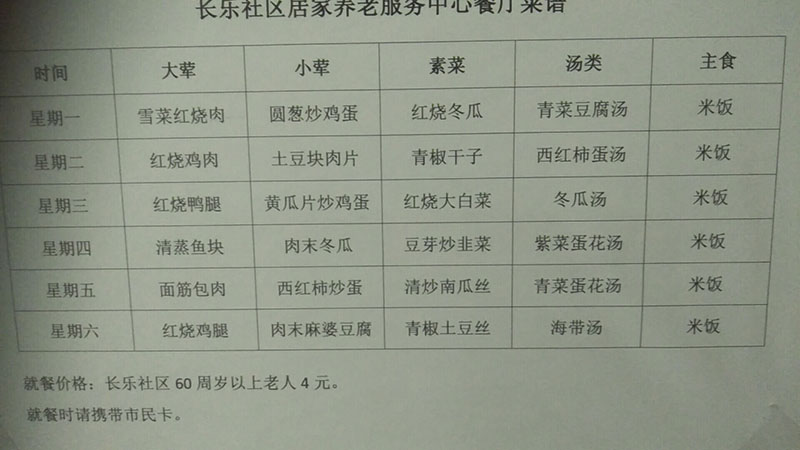 长乐社区居家养老服务中心餐厅菜谱
时间 大荤 小荤 素菜 汤类 主食
星期一 雪菜红烧肉 圆葱炒鸡蛋 红烧冬瓜 青菜豆腐汤 米饭
星期二 红烧鸡肉 土豆块肉片 青椒干子 西红柿蛋汤 米饭
星期三 红烧鸭腿 黄瓜片炒鸡蛋 红烧大白菜 冬瓜汤 米饭
星期四 清蒸鱼块 肉末冬瓜 豆芽炒韭菜 紫菜蛋花汤 米饭
星期五 面筋包肉 西红柿炒蛋 清炒南瓜丝 青菜蛋花汤 米饭
星期六 红烧鸡腿 肉末麻婆豆腐 青椒土豆丝 海带汤 米饭
就餐价格：长乐社区 60 周岁以上老人 4 元。
就餐时请携带市民卡。